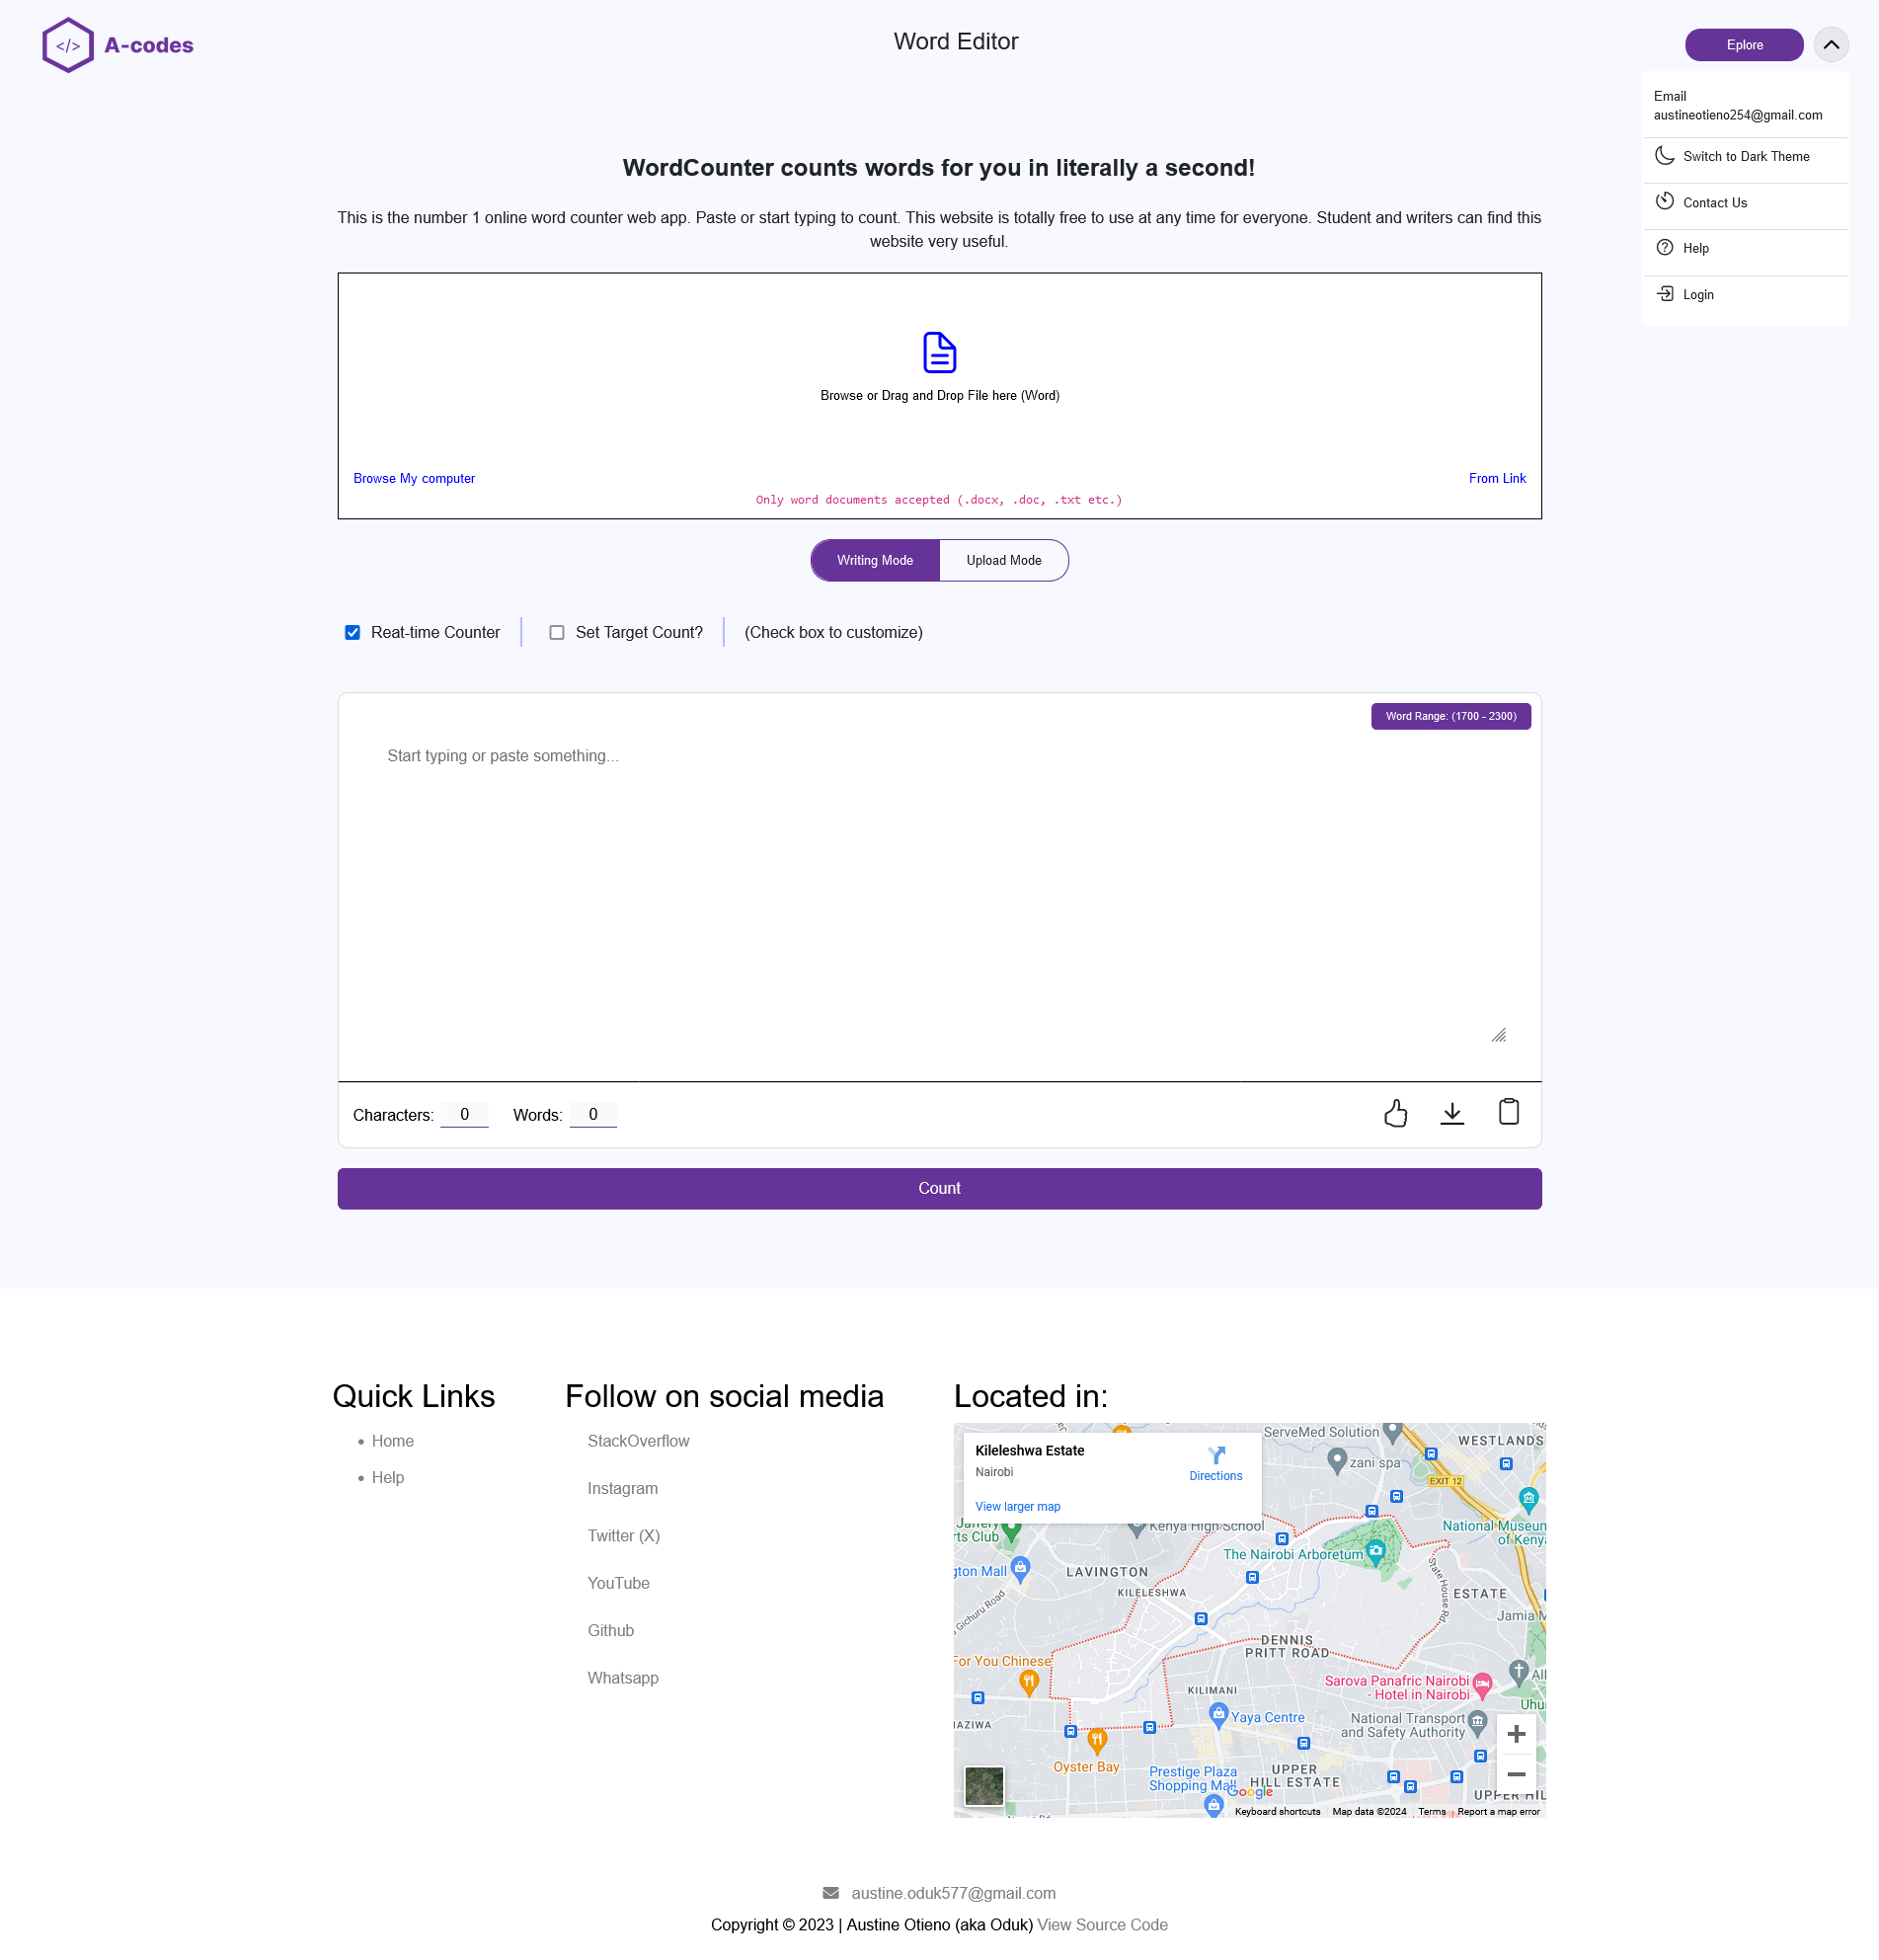 </> A-codes
Word Editor
Eplore
Email
austineotieno254@gmail.com
Switch to Dark Theme
Contact Us
Help
Login
WordCounter counts words for you in literally a second!
This is the number 1 online word counter web app. Paste or start typing to count. This website is totally free to use at any time for everyone. Student and writers can find this
website very useful.
Browse or Drag and Drop File here (Word)
Browse My computer
From Link
Only word documents accepted (.docx, .doc, .txt etc.)
Writing Mode
Upload Mode
Reat-time Counter
Set Target Count?
(Check box to customize)
Word Range: (1700 - 2300)
Start typing or paste something...
Characters: 0
Words: 0
Count
Quick Links
Home
Help
Follow on social media
StackOverflow
Instagram
Twitter (X)
YouTube
Github
Whatsapp
Located in:
Kileleshwa Estate
Nairobi
Directions
View larger map
ServeMed Solution
WESTLANDS
zani spa
EXIT 12
Jaffery
rts Club
Kenya High School
National Museum
of Kenya
The Nairobi Arboretum
gton Mall
LAVINGTON
KILELESHWA
State House Rd
ESTATE
Gichuru Road
Jamia M
DENNIS
PRITT ROAD
For You Chinese
Sarova Panafric Nairobi
- Hotel in Nairobi
All
Uhur
KILIMANI
AZIWA
Yaya Centre
National Transport
and Safety Authority
Oyster Bay
Prestige Plaza
Shopping Mall
UPPER
HILL ESTATE
UPPER HIL
Google
Keyboard shortcuts
Map data ©2024
Terms
Report a map error
austine.oduk577@gmail.com
Copyright © 2023 | Austine Otieno (aka Oduk) View Source Code